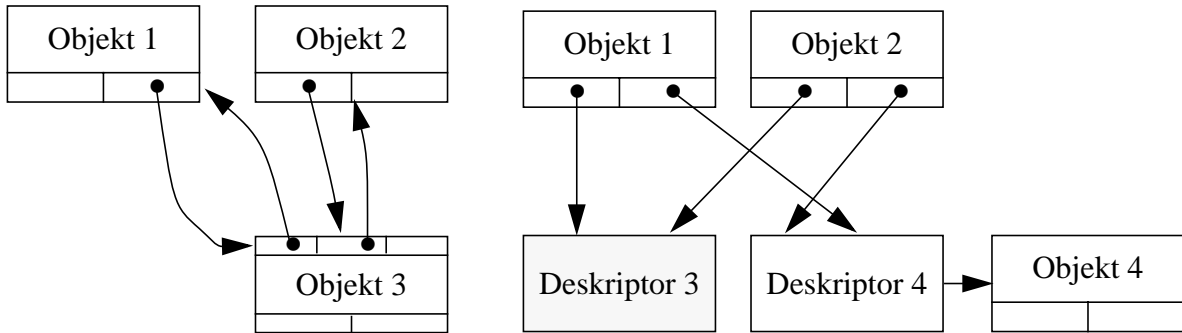 Objekt 1
Objekt 2
Objekt 1
Objekt 2
Objekt 3
Deskriptor 3
Deskriptor 4
Objekt 4